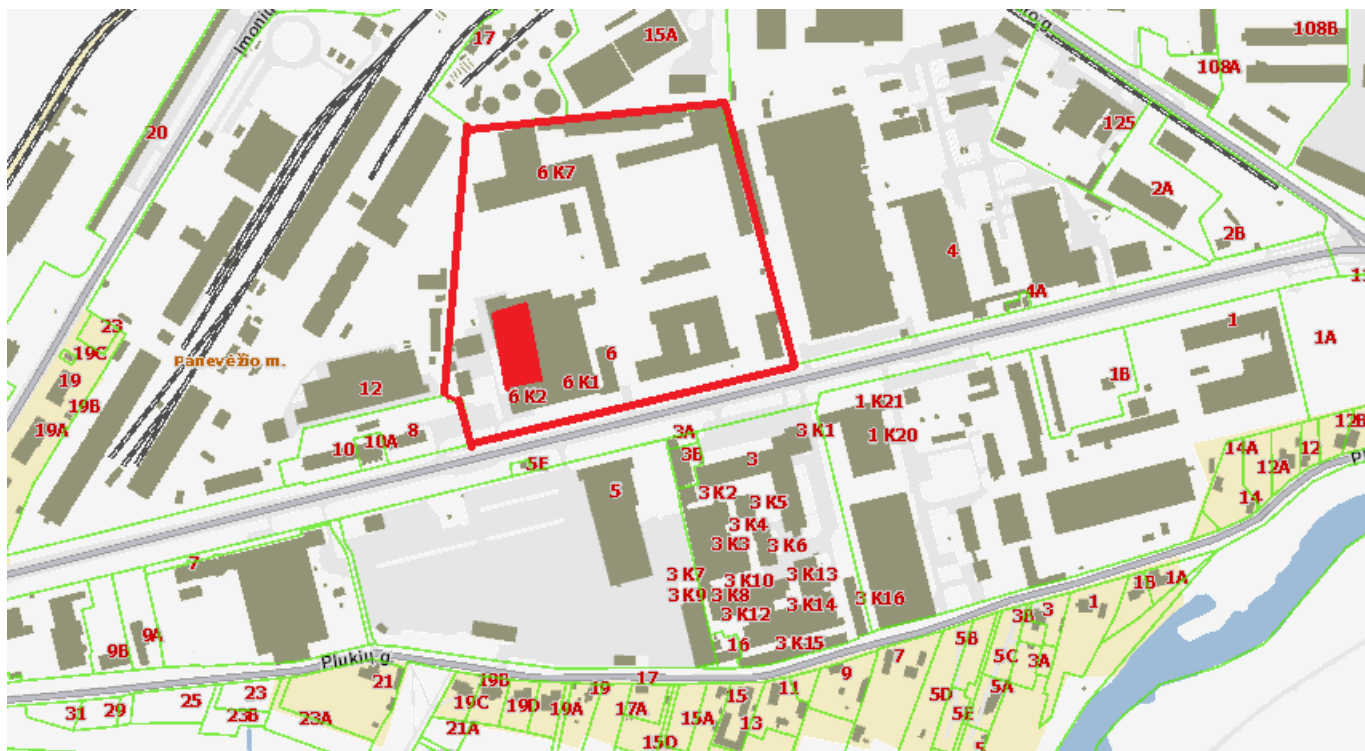 Įmonių
17
15A
io g.
108B
108A
20
125
2A
6 K7
2B
4
4A
23
19C
Panevėžio m.
1
1A
19
12
6
6 K1
6 K2
1B
19B
1 K21
19A
10
10A
8
3A
3 K1
1 K20
12B
3B
3
14A
12A
12
5E
5
3 K2
3 K5
14
3 K4
3 K3
3 K6
7
3 K7
3 K10
3 K13
1B
1A
3 K9
3 K8
3 K14
3 K16
1
3 K12
3B
3
9A
9B
16
3 K15
5B
Plukių g.
7
5C
3A
21
9
19B
17
5A
25
23
19C
19D
19A
19
15
11
5D
31
29
23B
23A
21A
17A
15A
13
5E
15D
5